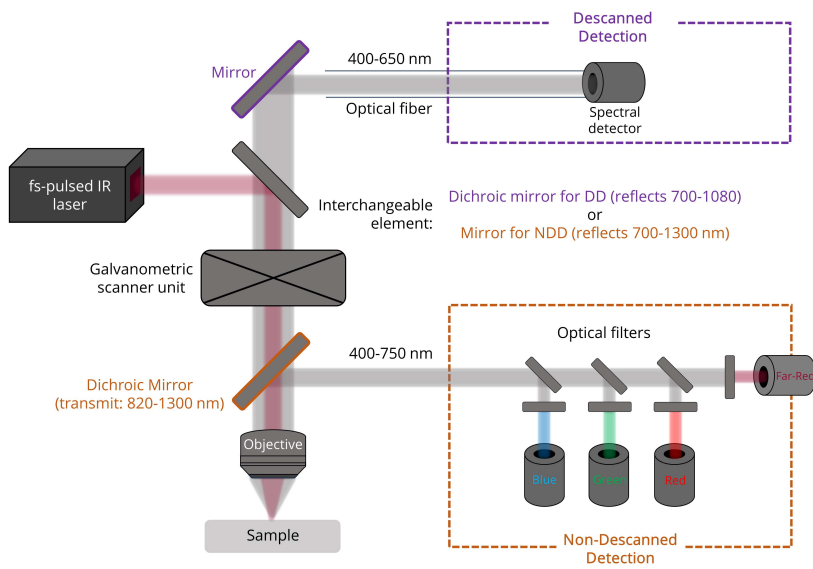 Descanned
Detection
400-650 nm
Mirror
Optical fiber
Spectral
detector
fs-pulsed IR
laser
Interchangeable
element:
Dichroic mirror for DD (reflects 700-1080)
or
Mirror for NDD (reflects 700-1300 nm)
Galvanometric
scanner unit
Optical filters
400-750 nm
Dichroic Mirror
(transmit: 820-1300 nm)
Far-Red
Objective
Blue
Green
Red
Sample
Non-Descanned
Detection